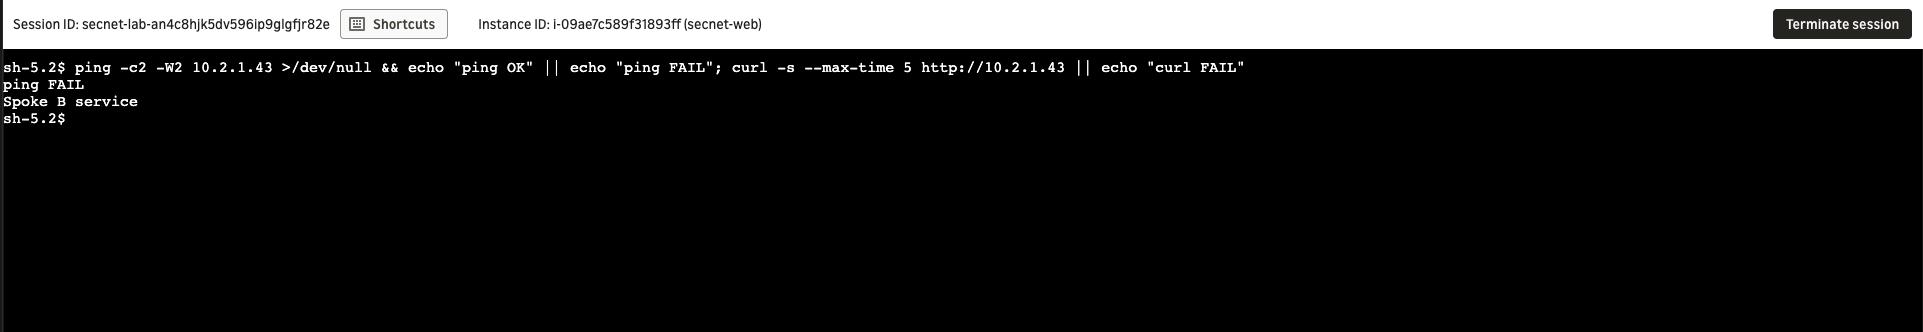 Session ID: secnet-lab-an4c8hjk5dv596ip9glgfjr82e Shortcuts Instance ID: i-09ae7c589f31893ff (secnet-web) Terminate session
sh-5.2$ ping -c2 -W2 10.2.1.43 >/dev/null && echo "ping OK" || echo "ping FAIL"; curl -s --max-time 5 http://10.2.1.43 || echo "curl FAIL"
ping FAIL
Spoke B service
sh-5.2$